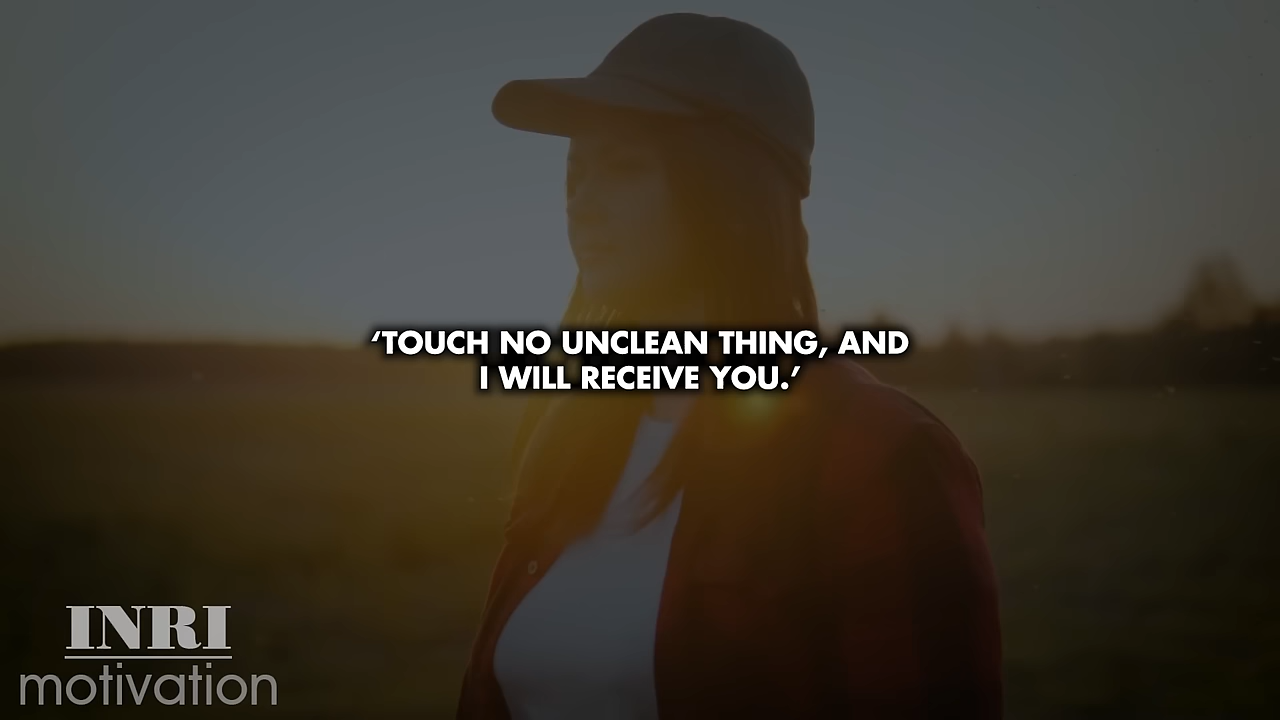 ‘TOUCH NO UNCLEAN THING, AND
I WILL RECEIVE YOU.’
INRI
motivation